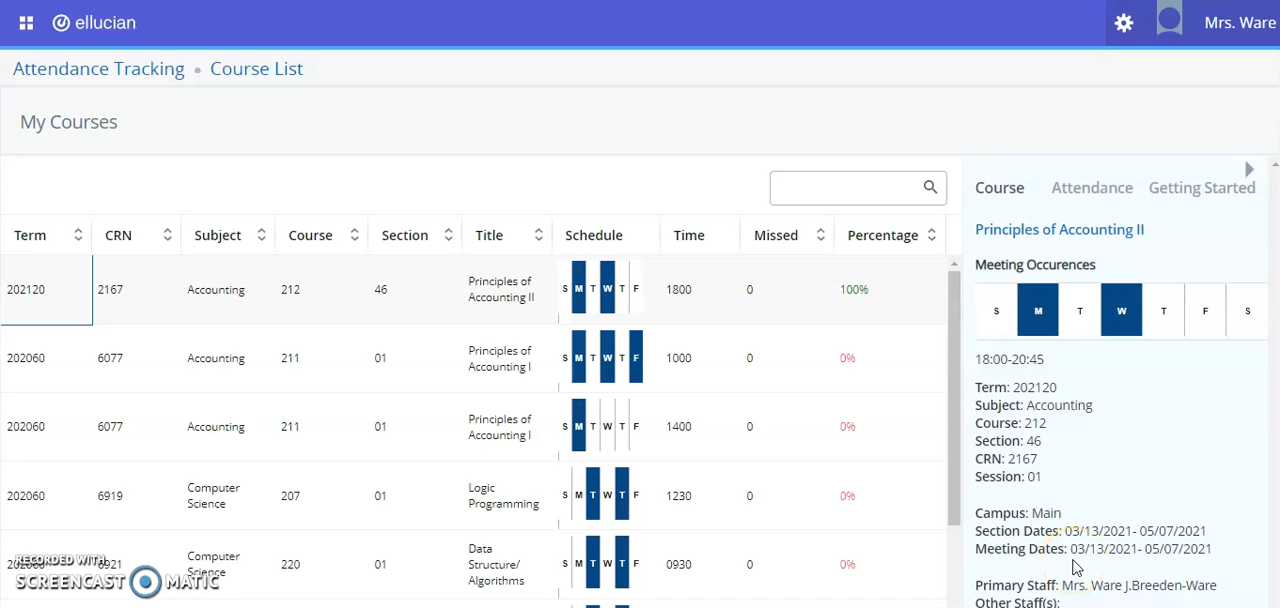 ellucian
Mrs. Ware
Attendance Tracking • Course List
My Courses
Term CRN Subject Course Section Title Schedule Time Missed Percentage
202120 2167 Accounting 212 46 Principles of Accounting II S M T W T F 1800 0 100%
202060 6077 Accounting 211 01 Principles of Accounting I S M T W T F 1000 0 0%
202060 6077 Accounting 211 01 Principles of Accounting I S M T W T F 1400 0 0%
202060 6919 Computer Science 207 01 Logic Programming S M T W T F 1230 0 0%
Computer Science 220 01 Data Structure/ Algorithms S M T W T F 0930 0 0%
RECORDED WITH
SCREENCAST MATIC
Course Attendance Getting Started
Principles of Accounting II
Meeting Occurences
S M T W T F S
18:00-20:45
Term: 202120
Subject: Accounting
Course: 212
Section: 46
CRN: 2167
Session: 01
Campus: Main
Section Dates: 03/13/2021- 05/07/2021
Meeting Dates: 03/13/2021- 05/07/2021
Primary Staff: Mrs. Ware J.Breeden-Ware
Other Staff(s):